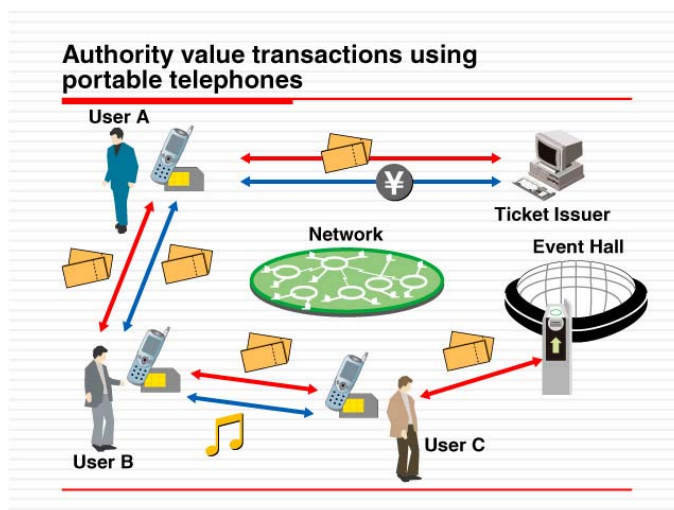 Authority value transactions using
portable telephones
User A
¥
Ticket Issuer
Network
Event Hall
User B
User C